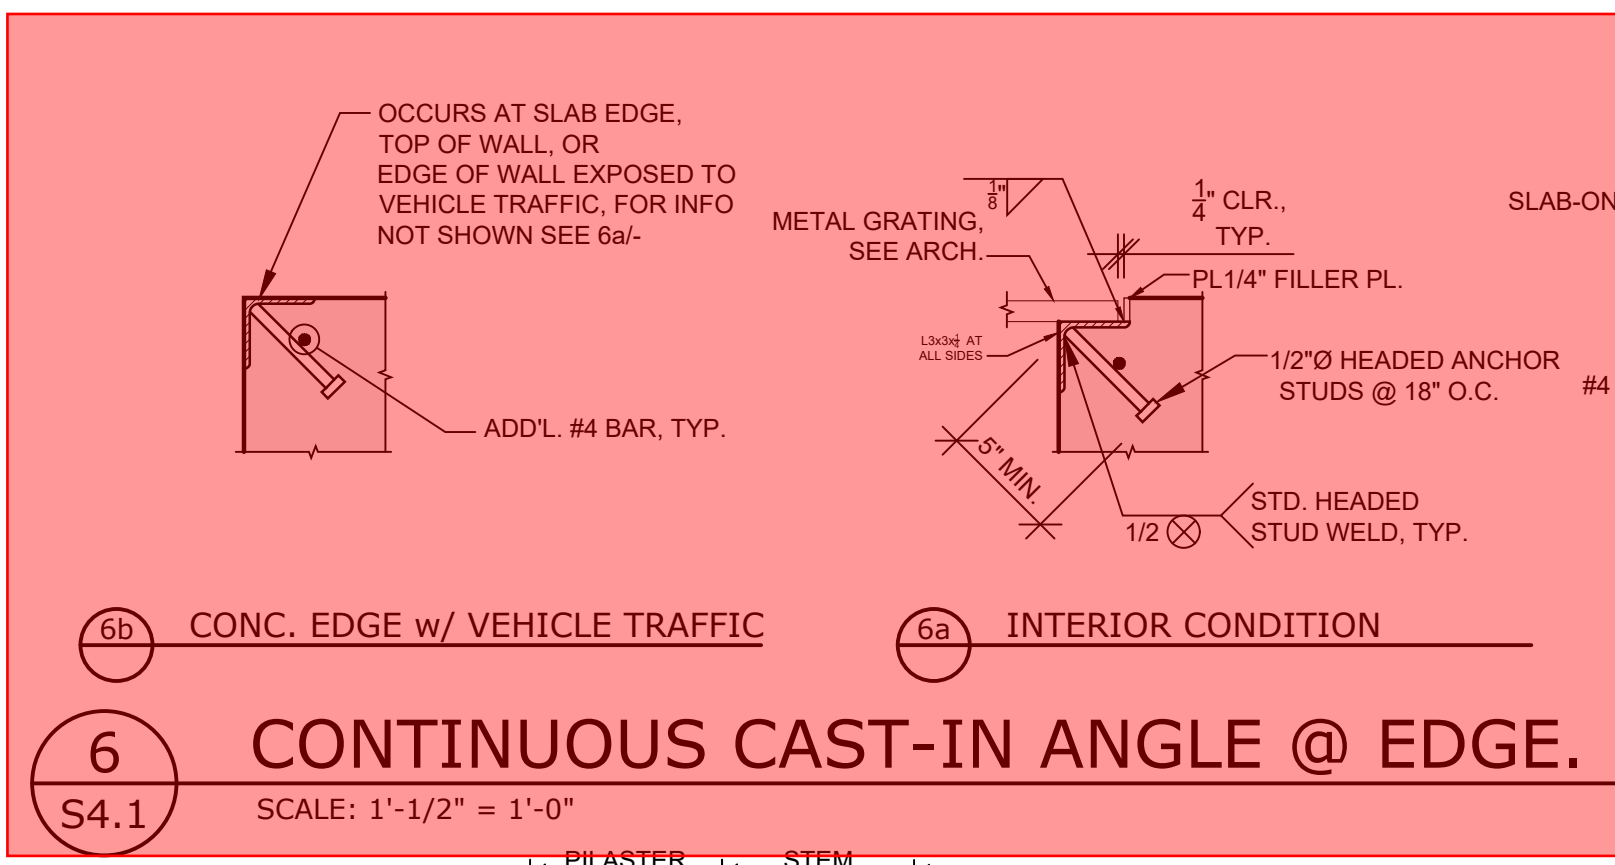 OCCURS AT SLAB EDGE,
TOP OF WALL, OR
EDGE OF WALL EXPOSED TO
VEHICLE TRAFFIC, FOR INFO
NOT SHOWN SEE 6a/-
ADD'L. #4 BAR, TYP.
1/8"
METAL GRATING,
SEE ARCH.
1/4" CLR.,
TYP.
PL1/4" FILLER PL.
L3x3x1/4 AT
ALL SIDES
1/2"Ø HEADED ANCHOR
STUDS @ 18" O.C.
5" MIN.
1/2
STD. HEADED
STUD WELD, TYP.
SLAB-ON
#4
6b
CONC. EDGE w/ VEHICLE TRAFFIC
6a
INTERIOR CONDITION
6
S4.1
CONTINUOUS CAST-IN ANGLE @ EDGE.
SCALE: 1'-1/2" = 1'-0"
PILASTER
STEM